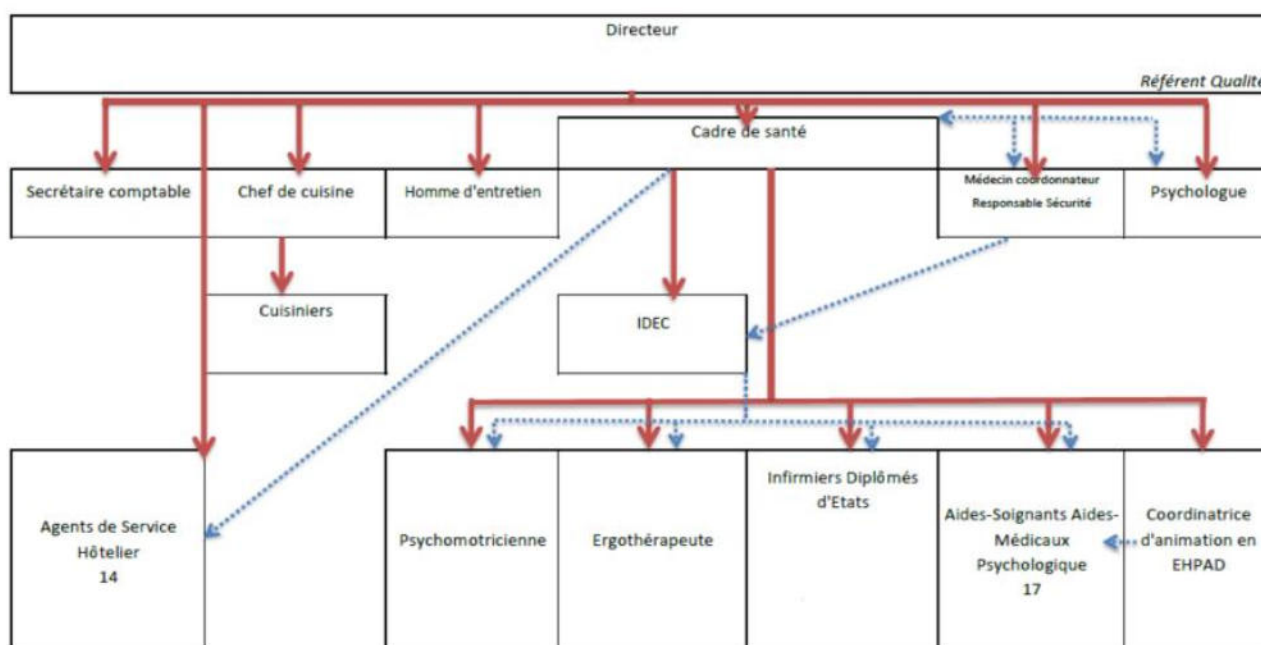 Directeur
Référent Qualité
Cadre de santé
Secrétaire comptable
Chef de cuisine
Homme d'entretien
Médecin coordonnateur
Responsable Sécurité
Psychologue
Cuisiniers
IDEC
Agents de Service
Hôtelier
14
Psychomotricienne
Ergothérapeute
Infirmiers Diplômés
d'Etats
Aides-Soignants Aides-
Médicaux
Psychologique
17
Coordinatrice
d'animation en
EHPAD